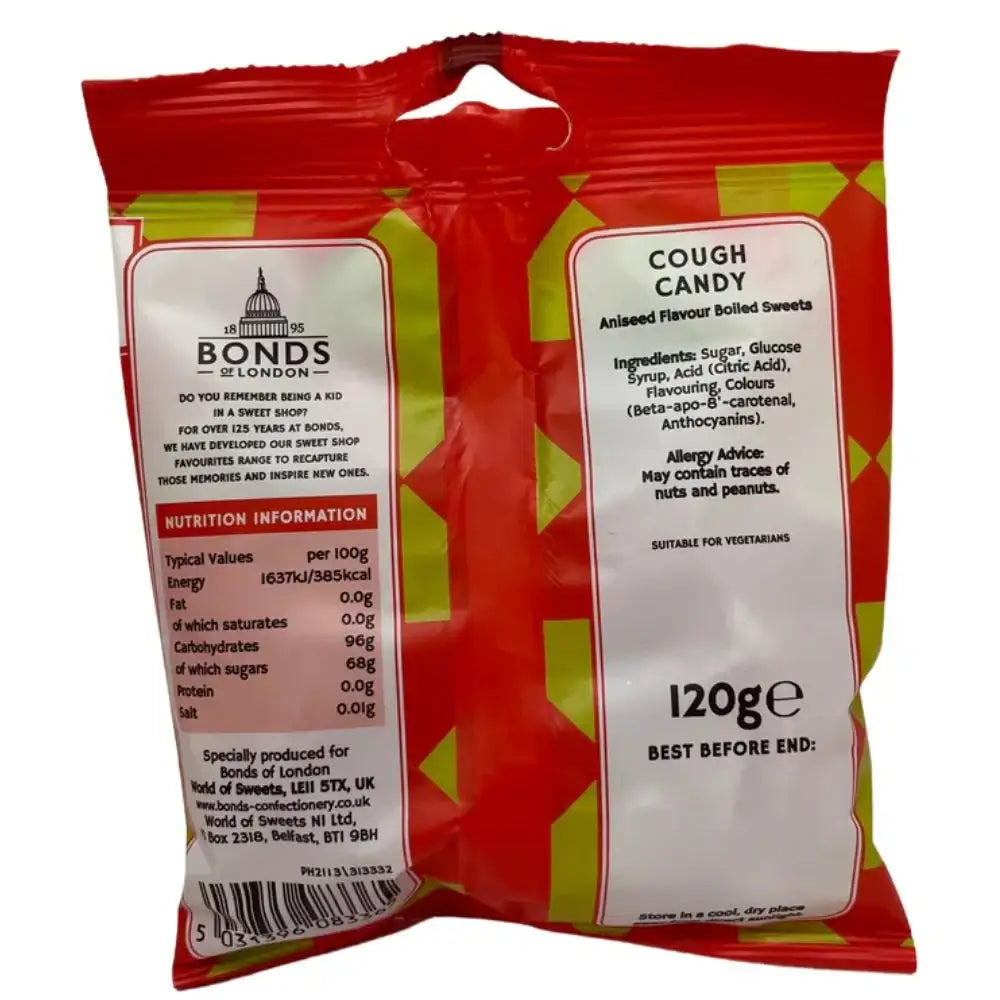 18 95
BONDS
OF LONDON
DO YOU REMEMBER BEING A KID
IN A SWEET SHOP?
FOR OVER 125 YEARS AT BONDS,
WE HAVE DEVELOPED OUR SWEET SHOP
FAVOURITES RANGE TO RECAPTURE
THOSE MEMORIES AND INSPIRE NEW ONES.
NUTRITION INFORMATION
Typical Values per 100g
Energy 1637kJ/385kcal
Fat 0.0g
of which saturates 0.0g
Carbohydrates 96g
of which sugars 68g
Protein 0.0g
Salt 0.01g
Specially produced for
Bonds of London
World of Sweets, LE11 5TX, UK
www.bonds-confectionery.co.uk
World of Sweets NI Ltd,
Box 2318, Belfast, BT1 9BH
PH2113\313332
5 031396 0833
COUGH
CANDY
Aniseed Flavour Boiled Sweets
Ingredients: Sugar, Glucose
Syrup, Acid (Citric Acid),
Flavouring, Colours
(Beta-apo-8'-carotenal,
Anthocyanins).
Allergy Advice:
May contain traces of
nuts and peanuts.
SUITABLE FOR VEGETARIANS
120g℮
BEST BEFORE END:
Store in a cool, dry place